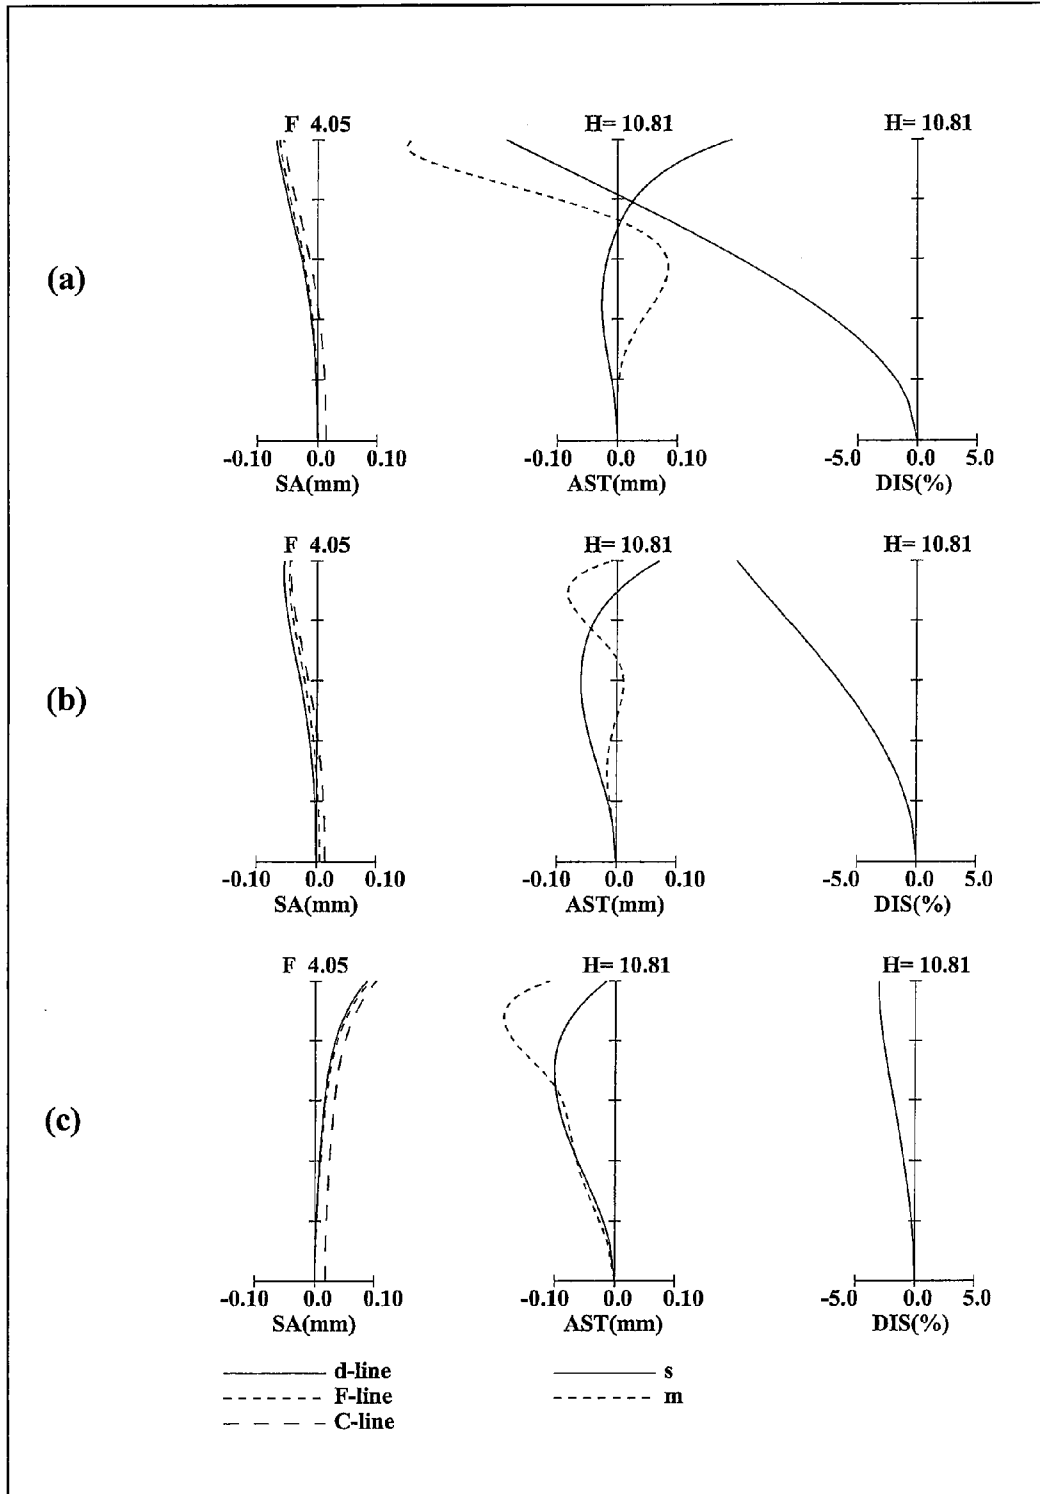 F 4.05 H= 10.81 H= 10.81
(a)
-0.10 0.0 0.10 -0.10 0.0 0.10 -5.0 0.0 5.0
SA(mm) AST(mm) DIS(%)
F 4.05 H= 10.81 H= 10.81
(b)
-0.10 0.0 0.10 -0.10 0.0 0.10 -5.0 0.0 5.0
SA(mm) AST(mm) DIS(%)
F 4.05 H= 10.81 H= 10.81
(c)
-0.10 0.0 0.10 -0.10 0.0 0.10 -5.0 0.0 5.0
SA(mm) AST(mm) DIS(%)
d-line s
F-line m
C-line